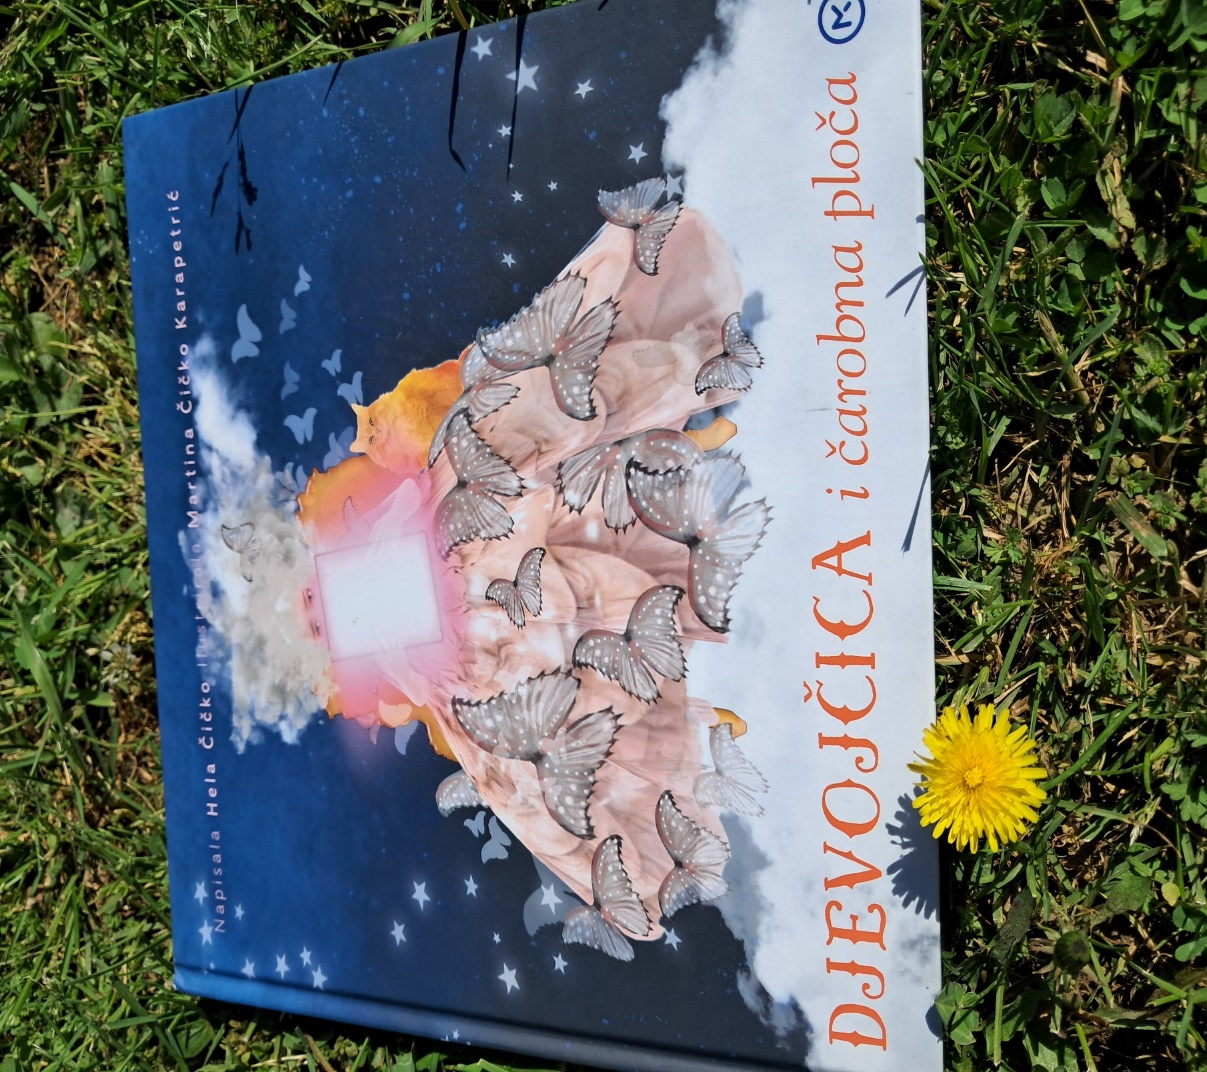 Napisala Hela Čičko Ilustrirala Martina Čičko Karapetrić
DJEVOJČICA i čarobna ploča